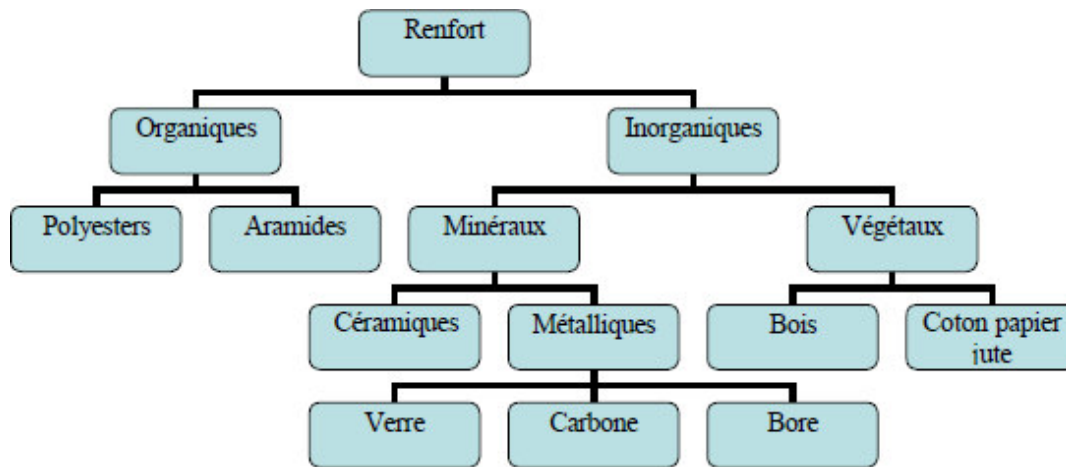 Renfort
Organiques
Inorganiques
Polyesters
Aramides
Minéraux
Végétaux
Céramiques
Métalliques
Bois
Coton papier
jute
Verre
Carbone
Bore